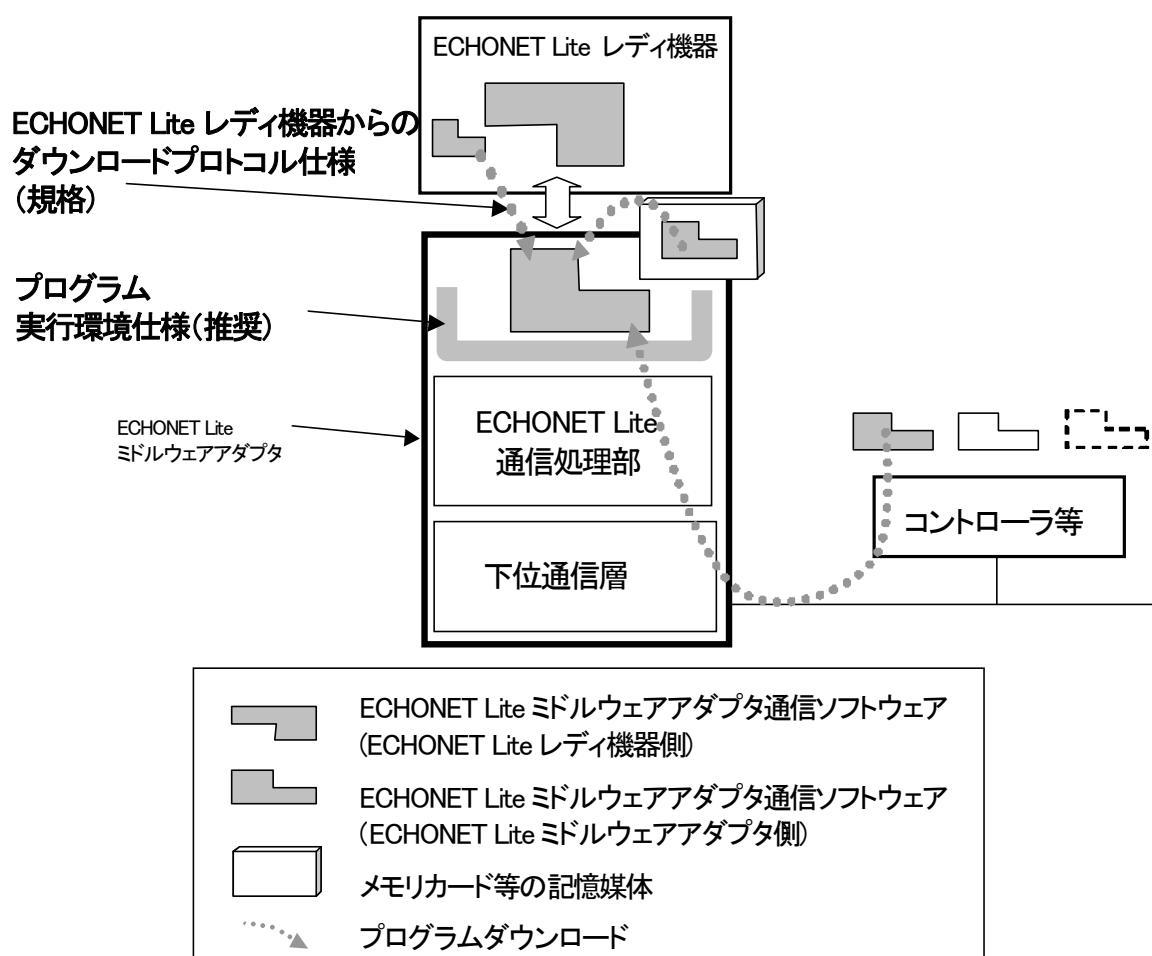 ECHONET Lite レディ機器
ECHONET Lite レディ機器からの
ダウンロードプロトコル仕様
（規格）
プログラム
実行環境仕様（推奨）
ECHONET Lite
ミドルウェアアダプタ
ECHONET Lite
通信処理部
下位通信層
コントローラ等
ECHONET Lite ミドルウェアアダプタ通信ソフトウェア
(ECHONET Lite レディ機器側)
ECHONET Lite ミドルウェアアダプタ通信ソフトウェア
(ECHONET Lite ミドルウェアアダプタ側)
メモリカード等の記憶媒体
プログラムダウンロード